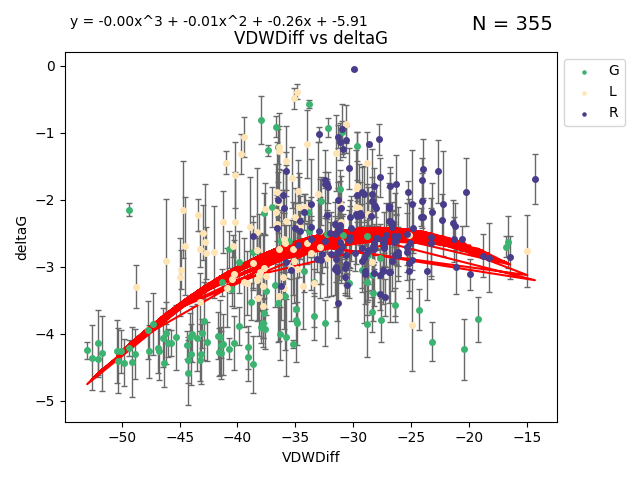 y = -0.00x^3 + -0.01x^2 + -0.26x + -5.91
N = 355
VDWDiff vs deltaG
G
L
R
deltaG
0
−1
−2
−3
−4
−5
−50 −45 −40 −35 −30 −25 −20 −15
VDWDiff